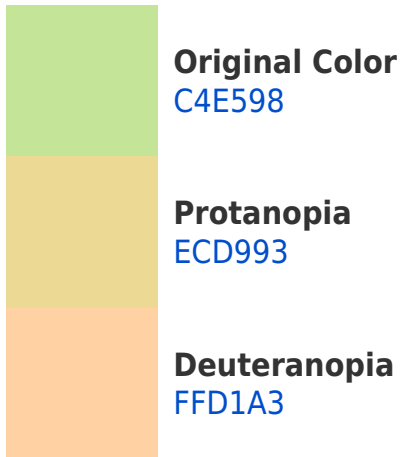 Original Color
C4E598
Protanopia
ECD993
Deuteranopia
FFD1A3